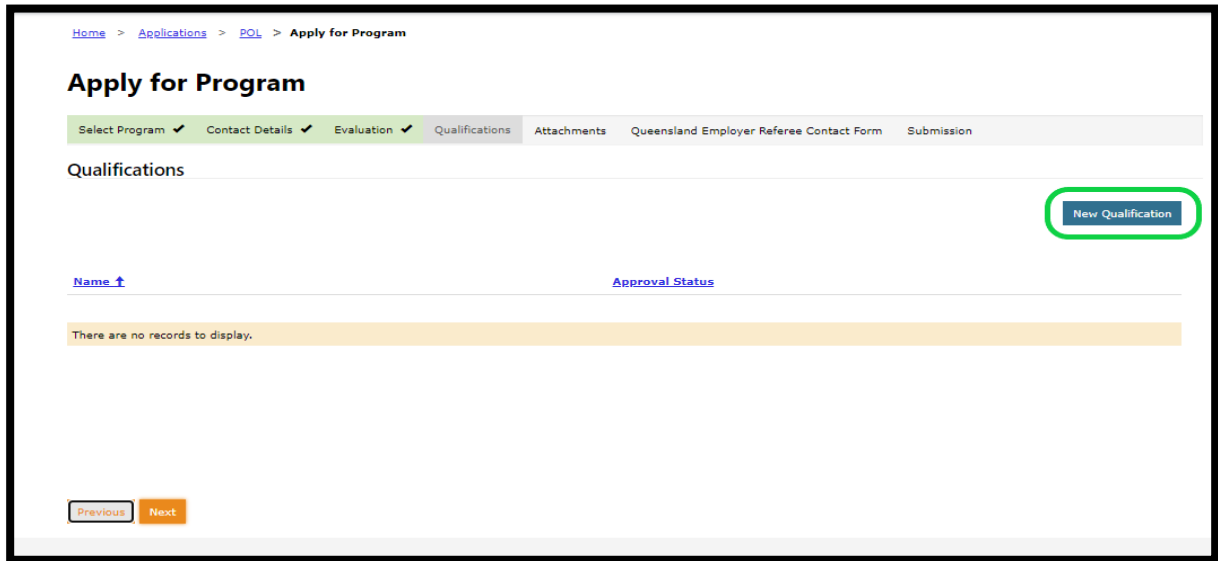 Home > Applications > POL > Apply for Program
Apply for Program
Select Program ✔ Contact Details ✔ Evaluation ✔ Qualifications Attachments Queensland Employer Referee Contact Form Submission
Qualifications
New Qualification
Name ↑ Approval Status
There are no records to display.
Previous Next